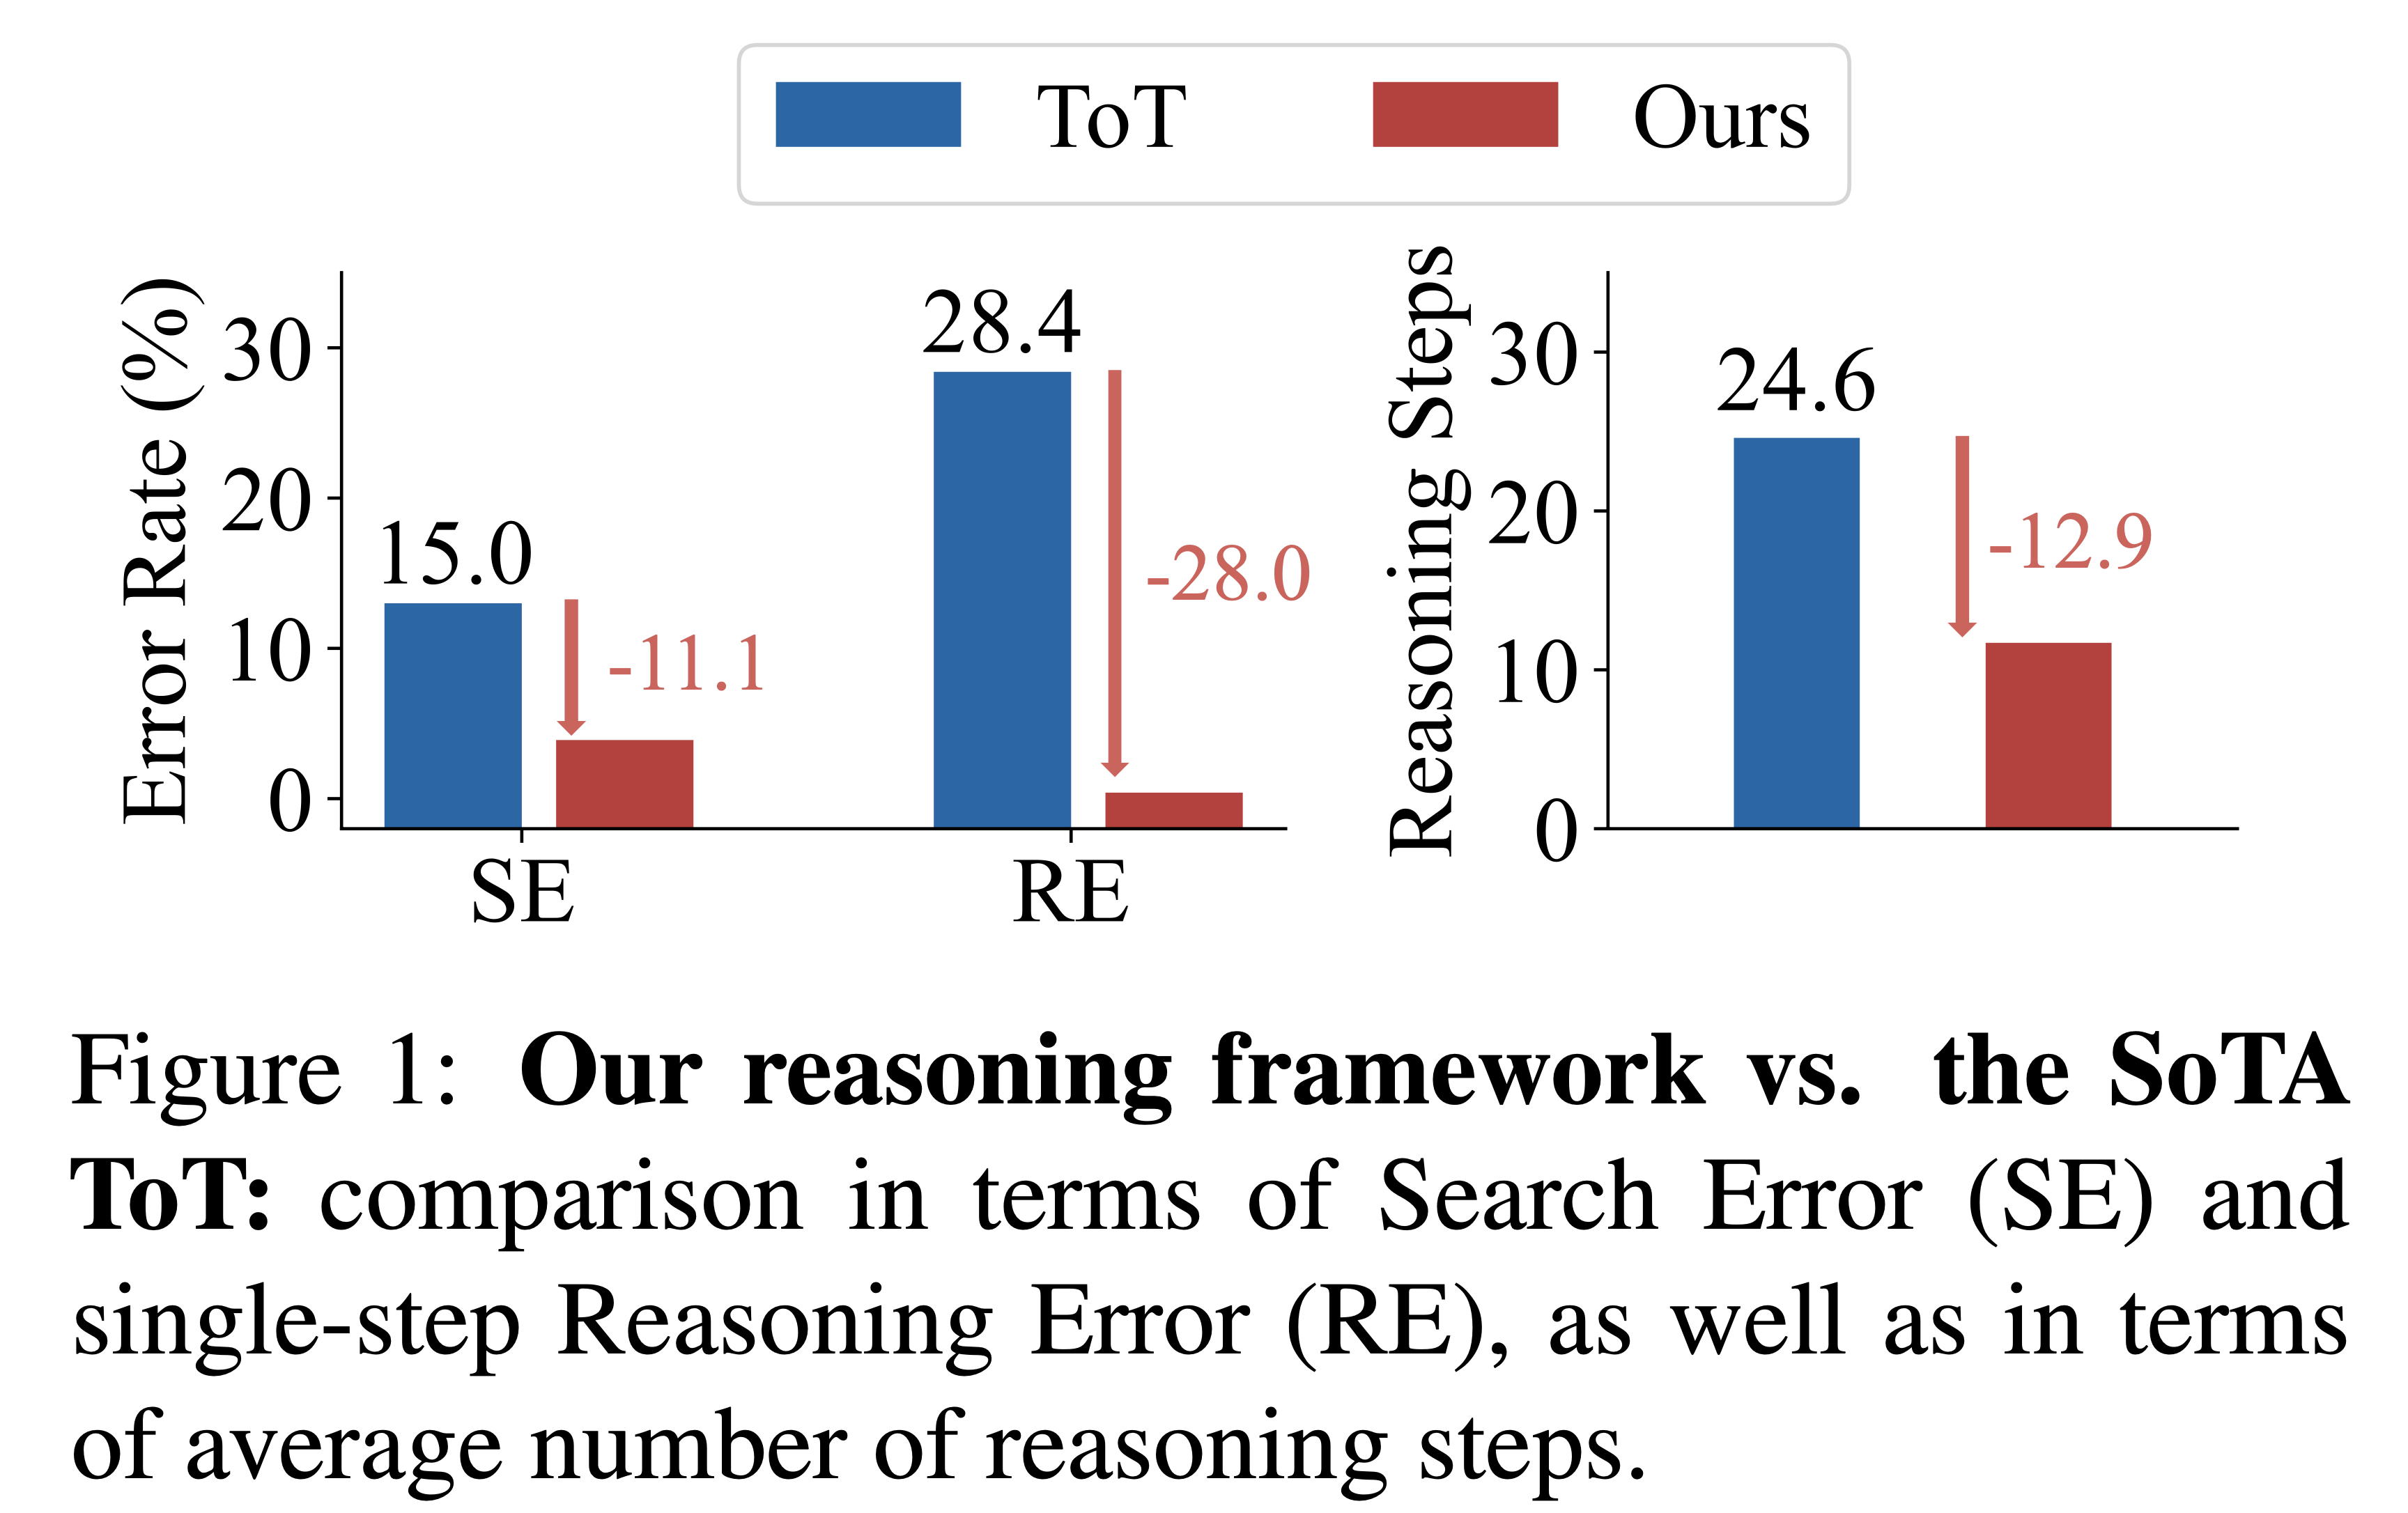 ToT Ours
Error Rate (%)
30
20
10
0
15.0
-11.1
28.4
-28.0
SE RE
Reasoning Steps
30
20
10
0
24.6
-12.9
Figure 1: Our reasoning framework vs. the SoTA
ToT: comparison in terms of Search Error (SE) and
single-step Reasoning Error (RE), as well as in terms
of average number of reasoning steps.